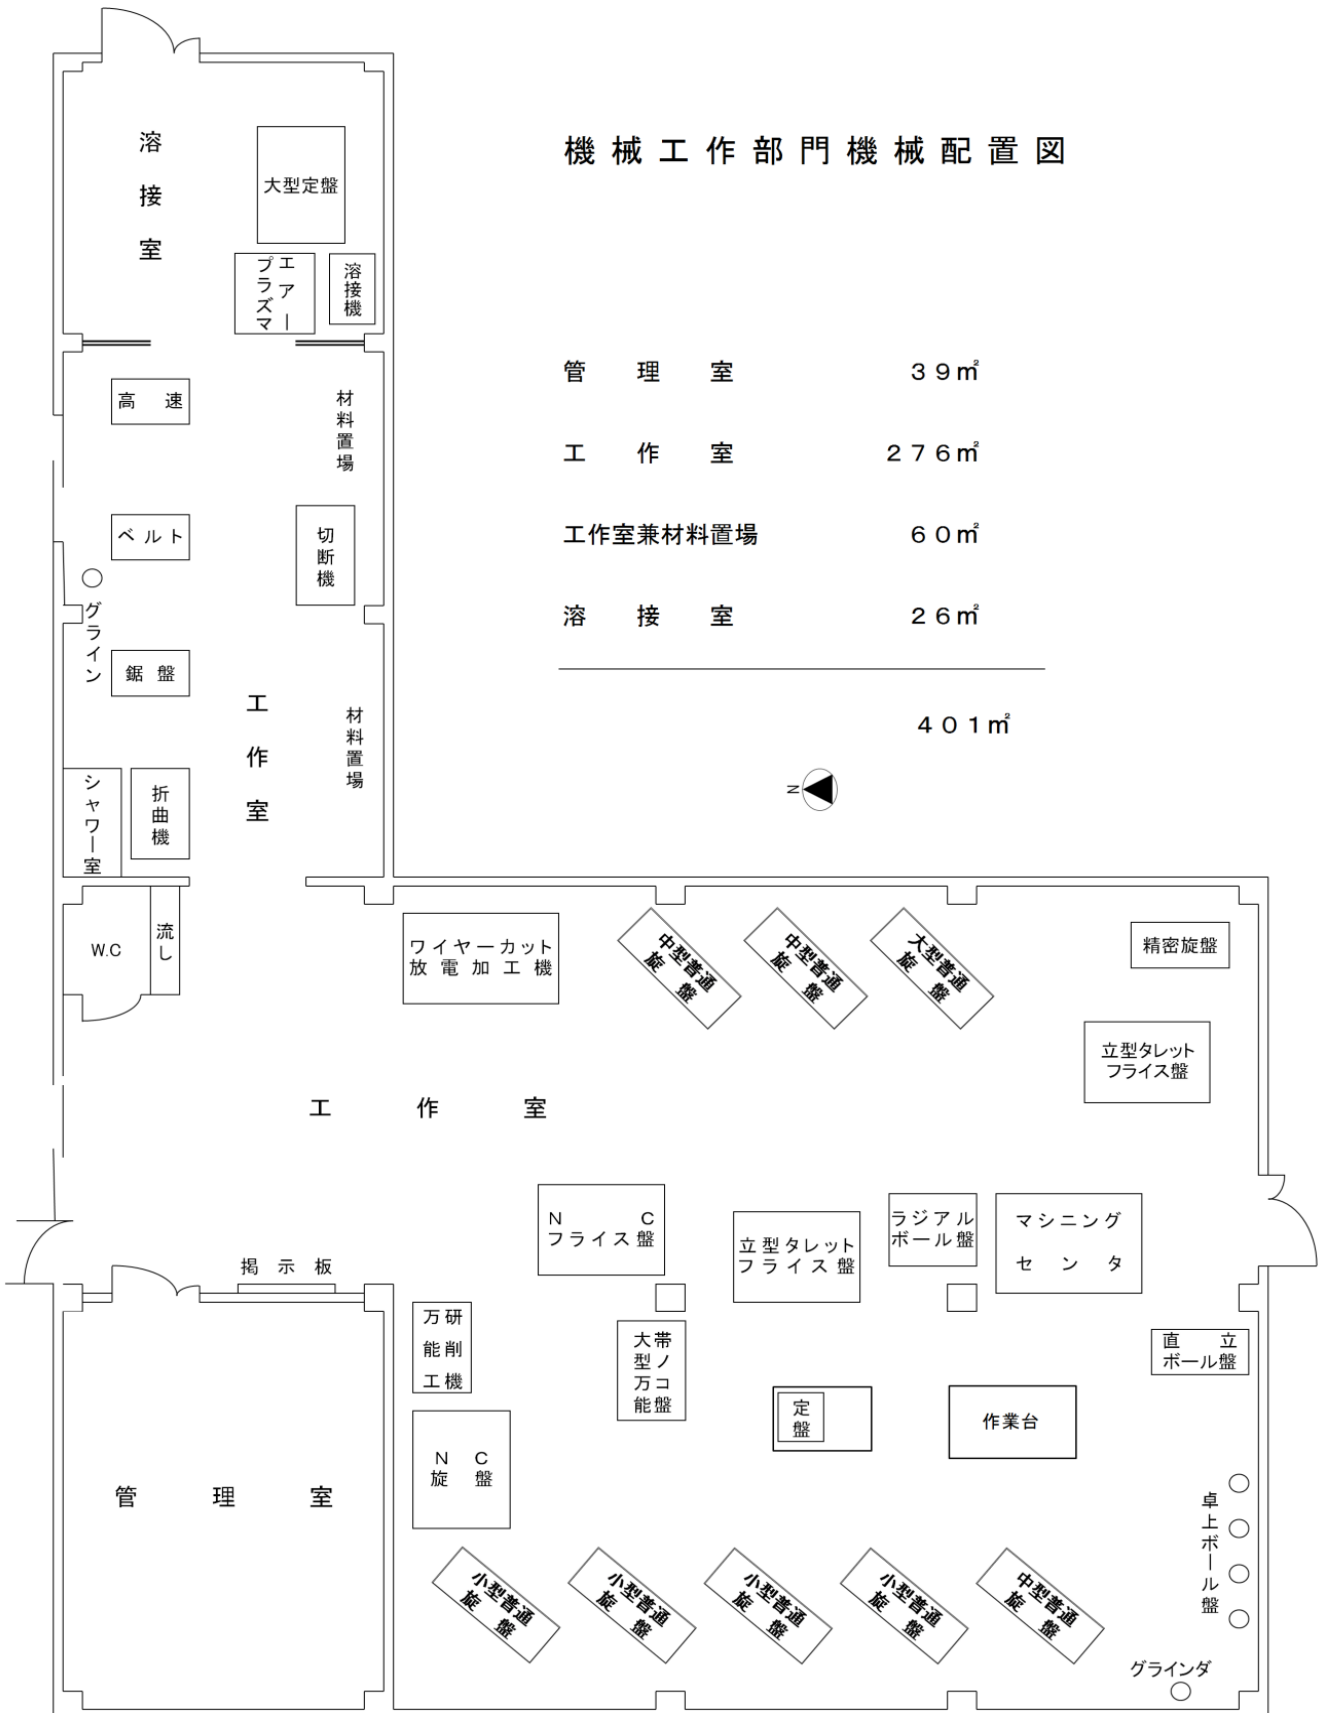 機械工作部門機械配置図
溶接室
大型定盤
エアー
プラズマ
溶接機
管理室 39㎡
工作室 276㎡
工作室兼材料置場 60㎡
溶接室 26㎡
401㎡
N
高速
材料置場
ベルト
切断機
グライン
鋸盤
工作室
材料置場
シャワー室
折曲機
W.C
流し
ワイヤーカット
放電加工機
中型普通
旋盤
中型普通
旋盤
大型普通
旋盤
精密旋盤
立型タレット
フライス盤
工作室
NC
フライス盤
立型タレット
フライス盤
ラジアル
ボール盤
マシニング
センタ
掲示板
万研
能削
工機
大型万能
帯ノコ盤
直立
ボール盤
定盤
作業台
NC
旋盤
管理室
卓上ボール盤
小型普通
旋盤
小型普通
旋盤
小型普通
旋盤
小型普通
旋盤
中型普通
旋盤
グラインダ